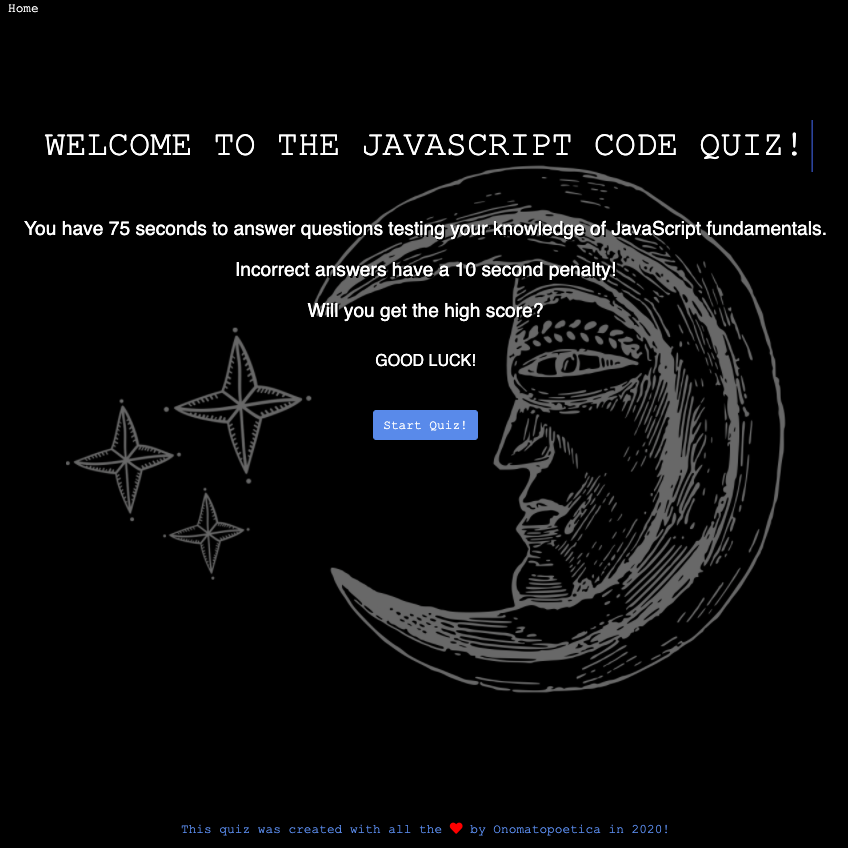 Home
WELCOME TO THE JAVASCRIPT CODE QUIZ!
You have 75 seconds to answer questions testing your knowledge of JavaScript fundamentals.
Incorrect answers have a 10 second penalty!
Will you get the high score?
GOOD LUCK!
Start Quiz!
This quiz was created with all the ❤ by Onomatopoetica in 2020!